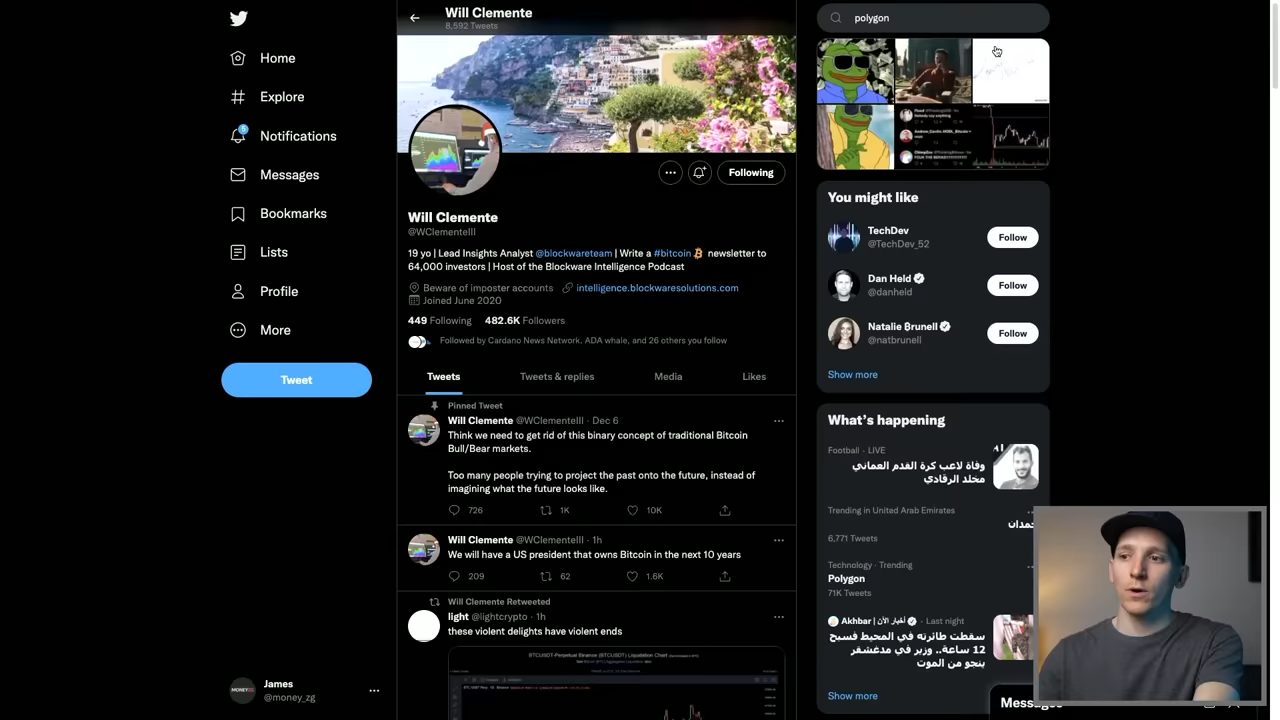 Home
Explore
5
Notifications
Messages
Bookmarks
Lists
Profile
More
Tweet
James
@money_zg
Will Clemente
8,592 Tweets
Following
Will Clemente
@WClementeIII
19 yo | Lead Insights Analyst @blockwareteam | Write a #bitcoin newsletter to
64,000 investors | Host of the Blockware Intelligence Podcast
Beware of imposter accounts intelligence.blockwaresolutions.com
Joined June 2020
449 Following 482.6K Followers
Followed by Cardano News Network, ADA whale, and 26 others you follow
Tweets Tweets & replies Media Likes
Pinned Tweet
Will Clemente @WClementeIII · Dec 6
Think we need to get rid of this binary concept of traditional Bitcoin
Bull/Bear markets.
Too many people trying to project the past onto the future, instead of
imagining what the future looks like.
726 1K 10K
Will Clemente @WClementeIII · 1h
We will have a US president that owns Bitcoin in the next 10 years
209 62 1.6K
Will Clemente Retweeted
light @lightcrypto · 1h
these violent delights have violent ends
BTCUSDT-Perpetual Binance (BTCUSDT) Liquidation Chart
polygon
You might like
TechDev
@TechDev_52
Follow
Dan Held
@danheld
Follow
Natalie Brunell
@natbrunell
Follow
Show more
What's happening
Football · LIVE
وفاة لاعب كرة القدم العماني
مخلد الرقادي
Trending in United Arab Emirates
6,771 Tweets
Technology · Trending
Polygon
71K Tweets
Akhbar أخبار الآن · Last night
سقطت طائرته في المحيط فسبح
12 ساعة.. وزير في مدغشقر
ينجو من الموت
Show more